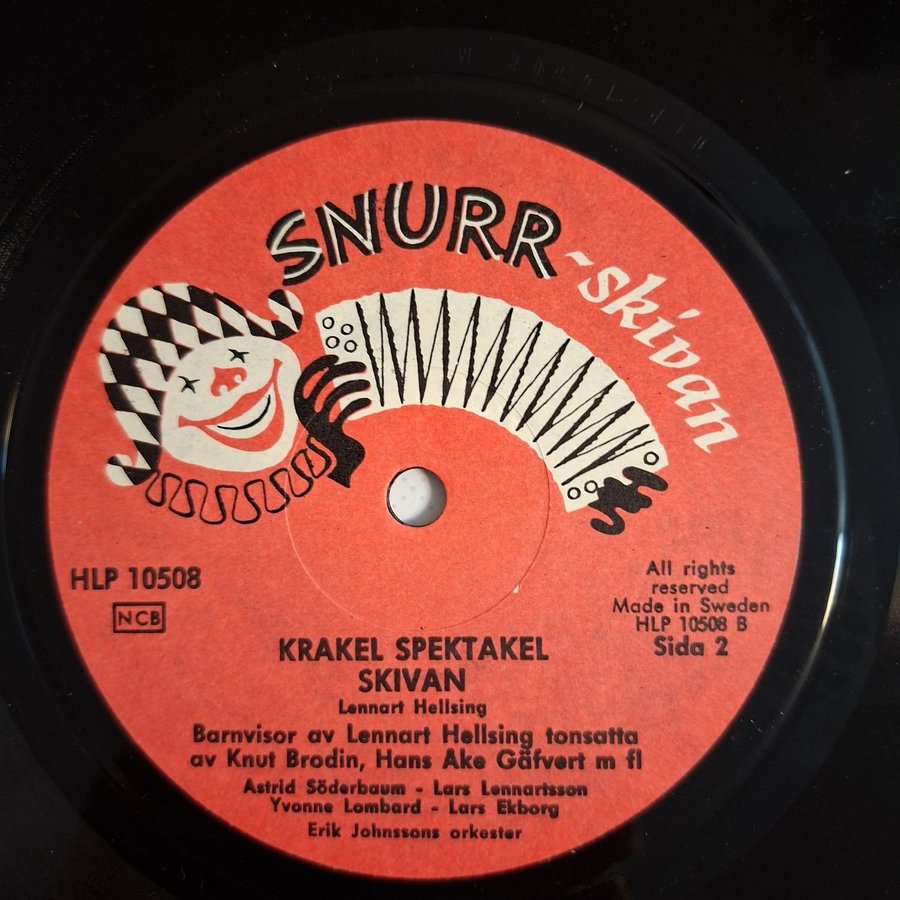 SNURR-skivan
HLP 10508
NCB
All rights
reserved
Made in Sweden
HLP 10508 B
Sida 2
KRAKEL SPEKTAKEL
SKIVAN
Lennart Hellsing
Barnvisor av Lennart Hellsing tonsatta
av Knut Brodin, Hans Ake Gäfvert m fl
Astrid Söderbaum - Lars Lennartsson
Yvonne Lombard - Lars Ekborg
Erik Johnssons orkester